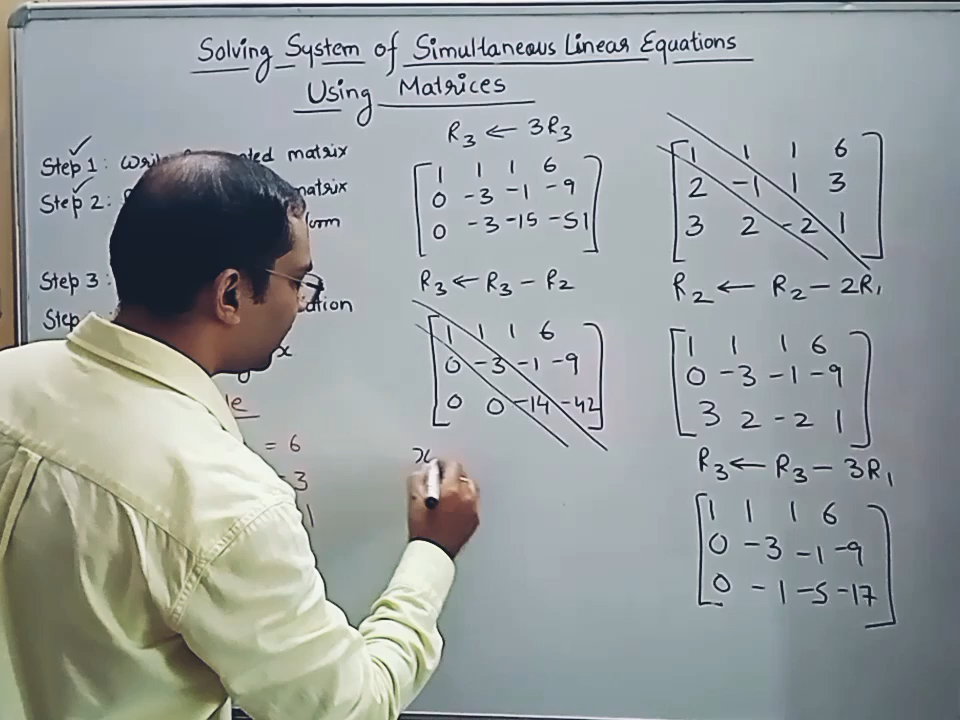 Solving System of Simultaneous Linear Equations
Using Matrices
Step 1: matrix
Step 2: matrix
form
Step 3 :
Step
x
= 6
3
1
R3 ← 3R3
1 1 1 6
0 -3 -1 -9
0 -3 -15 -51
R3 ← R3 - R2
1 1 1 6
0 -3 -1 -9
0 0 -14 -42
x
1 1 1 6
2 -1 1 3
3 2 -2 1
R2 ← R2 - 2R1
1 1 1 6
0 -3 -1 -9
3 2 -2 1
R3 ← R3 - 3R1
1 1 1 6
0 -3 -1 -9
0 -1 -5 -17